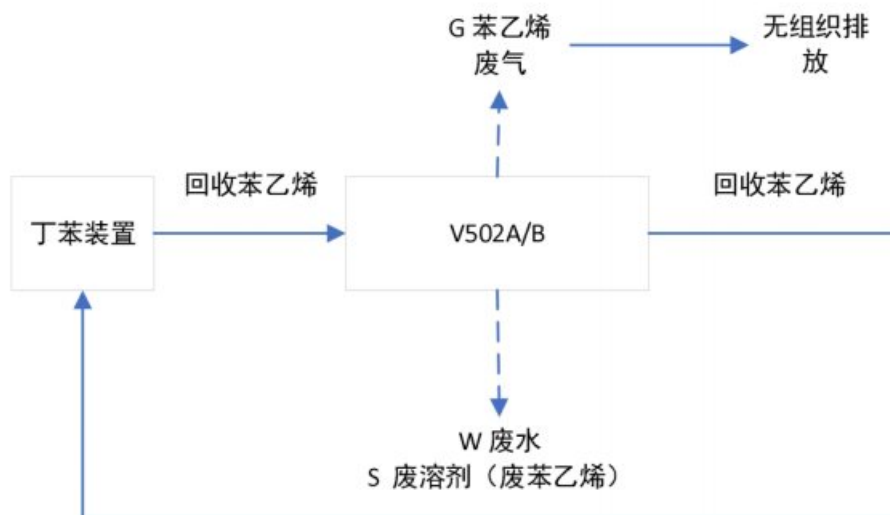 G 苯乙烯
废气
无组织排
放
回收苯乙烯
回收苯乙烯
丁苯装置
V502A/B
W 废水
S 废溶剂（废苯乙烯）